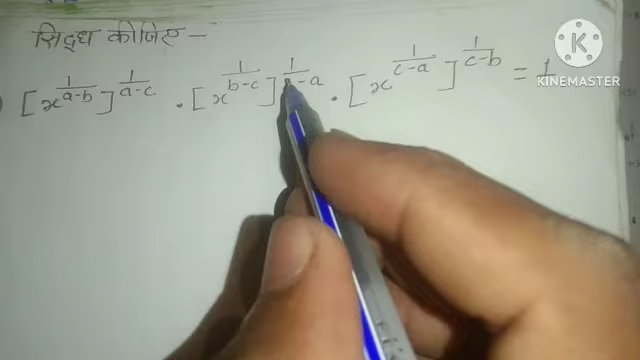 सिद्ध कीजिए –
[x^{1/(a-b)}]^{1/(a-c)} · [x^{1/(b-c)}]^{1/(-a)} · [x^{1/(c-a)}]^{1/(c-b)} = 1
KINEMASTER